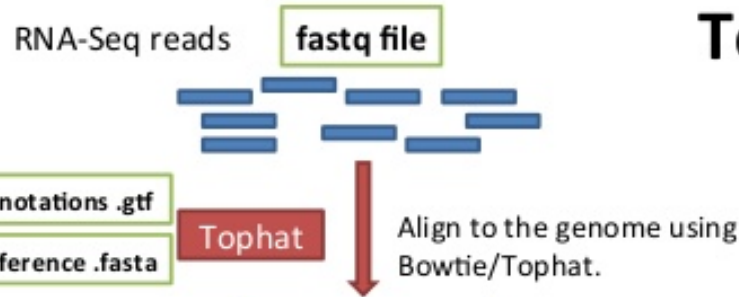 RNA-Seq reads
fastq file
notations .gtf
ference .fasta
Tophat
Align to the genome using
Bowtie/Tophat.